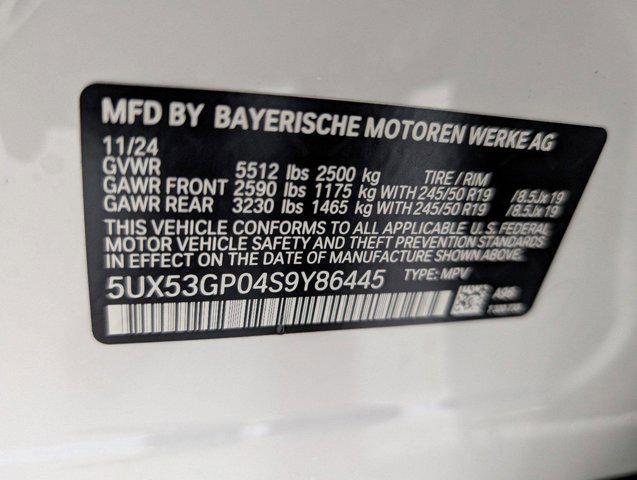 MFD BY BAYERISCHE MOTOREN WERKE AG
11/24
GVWR 5512 lbs 2500 kg TIRE / RIM
GAWR FRONT 2590 lbs 1175 kg WITH 245/50 R19 /8.5Jx19
GAWR REAR 3230 lbs 1465 kg WITH 245/50 R19 /8.5Jx19
THIS VEHICLE CONFORMS TO ALL APPLICABLE U.S. FEDERAL
MOTOR VEHICLE SAFETY AND THEFT PREVENTION STANDARDS
IN EFFECT ON THE DATE OF MANUFACTURE SHOWN ABOVE.
5UX53GP04S9Y86445 TYPE: MPV